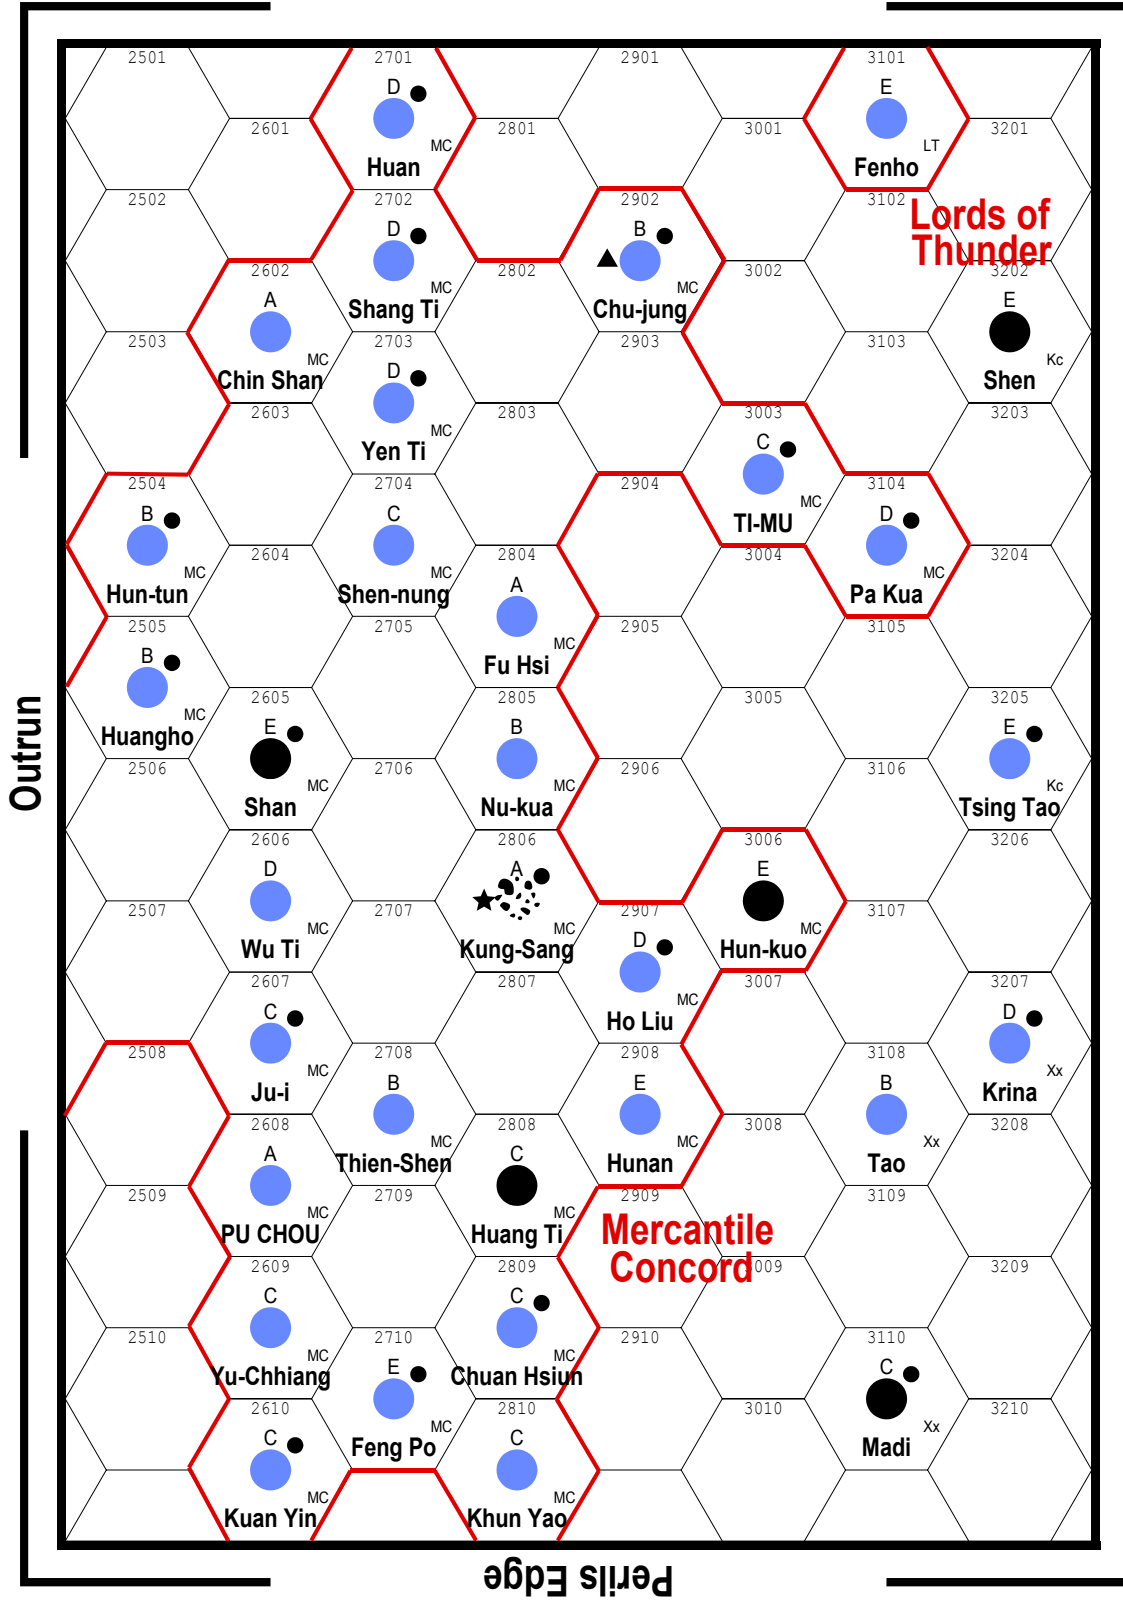 2501
2701
D
MC
Huan
2901
3101
E
LT
Fenho
2601
2801
3001
3201
2502
2702
D
MC
Shang Ti
2902
B
MC
Chu-jung
3102
Lords of
Thunder
2602
A
MC
Chin Shan
2802
3002
3202
E
Kc
Shen
2503
2703
D
MC
Yen Ti
2903
3103
2603
2803
3003
C
MC
TI-MU
3203
2504
B
MC
Hun-tun
2704
C
MC
Shen-nung
2904
3104
D
MC
Pa Kua
2604
2804
A
MC
Fu Hsi
3004
3204
2505
B
MC
Huangho
2705
2905
3105
2605
E
MC
Shan
2805
B
MC
Nu-kua
3005
3205
E
Kc
Tsing Tao
Outrun
2506
2706
2906
3106
2606
D
MC
Wu Ti
2806
A
MC
Kung-Sang
3006
E
MC
Hun-kuo
3206
2507
2707
2907
D
MC
Ho Liu
3107
2607
C
MC
Ju-i
2807
3007
3207
D
Xx
Krina
2508
2708
B
MC
Thien-Shen
2908
E
MC
Hunan
3108
B
Xx
Tao
2608
A
MC
PU CHOU
2808
C
MC
Huang Ti
3008
3208
2509
2709
2909
Mercantile
Concord
3109
2609
C
MC
Yu-Chhiang
2809
C
MC
Chuan Hsiun
3009
3209
2510
2710
E
MC
Feng Po
2910
3110
C
Xx
Madi
2610
C
MC
Kuan Yin
2810
C
MC
Khun Yao
3010
3210
Perils Edge